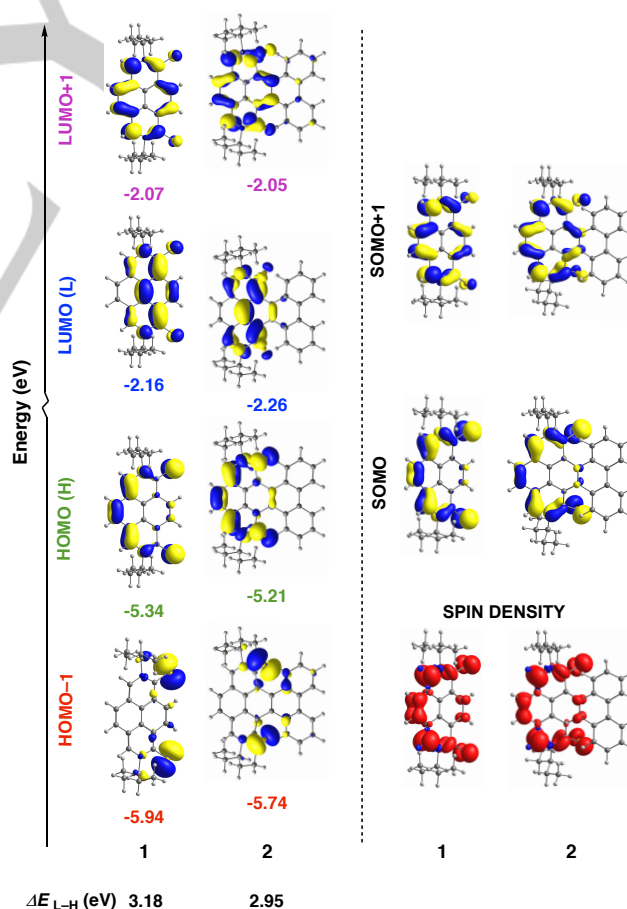 LUMO+1
-2.07
-2.05
SOMO+1
LUMO (L)
-2.16
-2.26
Energy (eV)
HOMO (H)
-5.34
-5.21
SOMO
SPIN DENSITY
HOMO–1
-5.94
-5.74
1
2
1
2
ΔE L–H (eV) 3.18 2.95